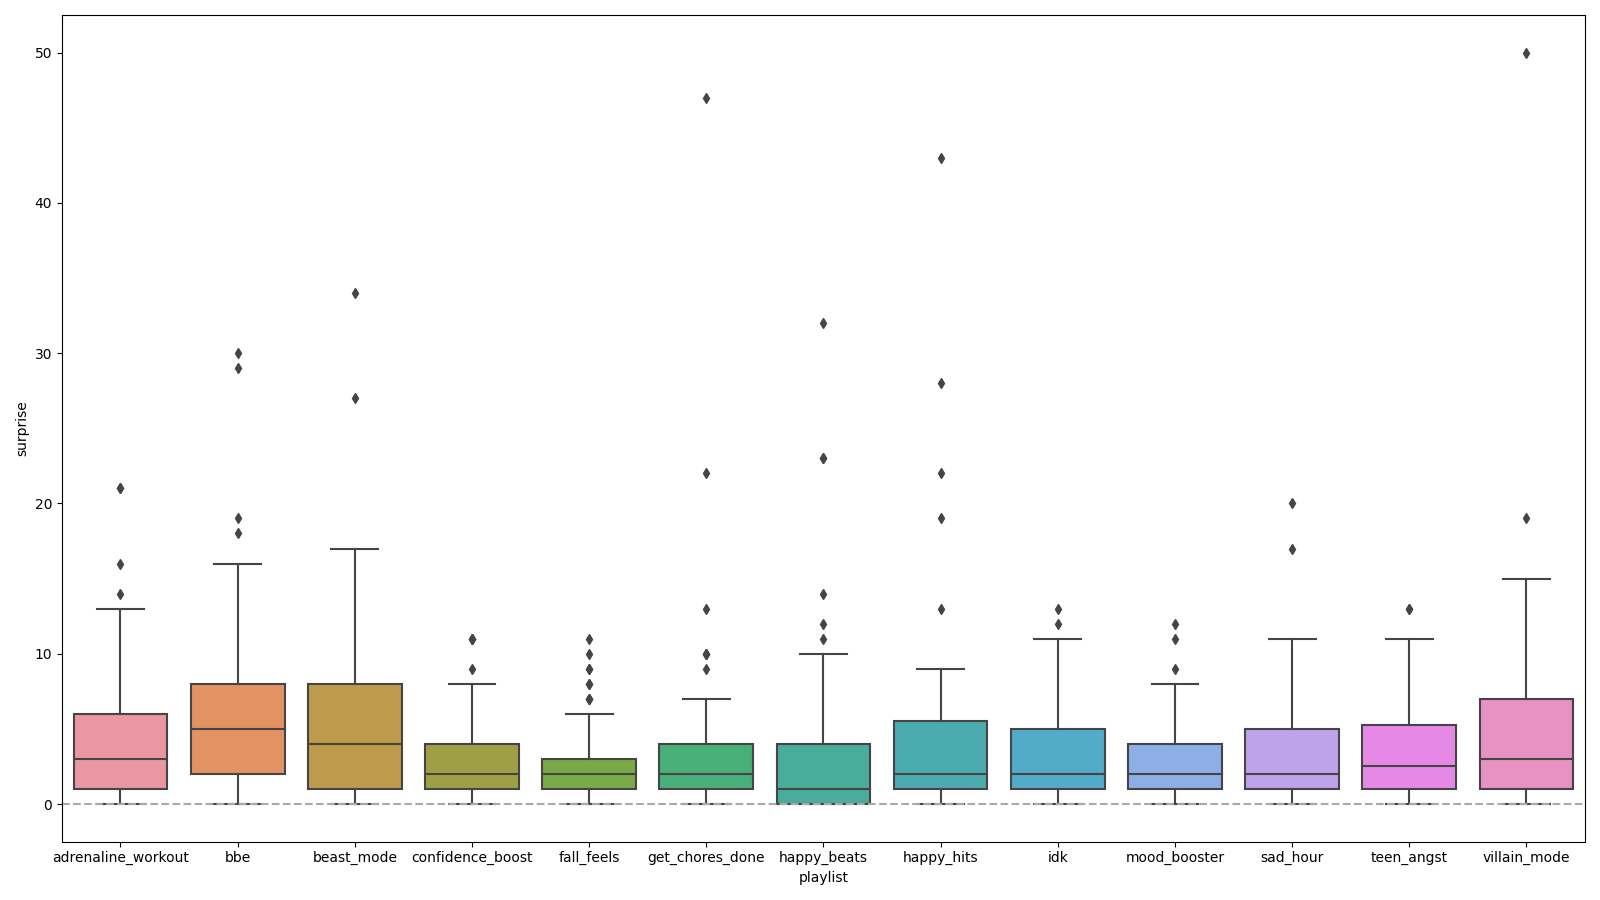 50
40
30
20
10
0
surprise
adrenaline_workout bbe beast_mode confidence_boost fall_feels get_chores_done happy_beats happy_hits idk mood_booster sad_hour teen_angst villain_mode
playlist